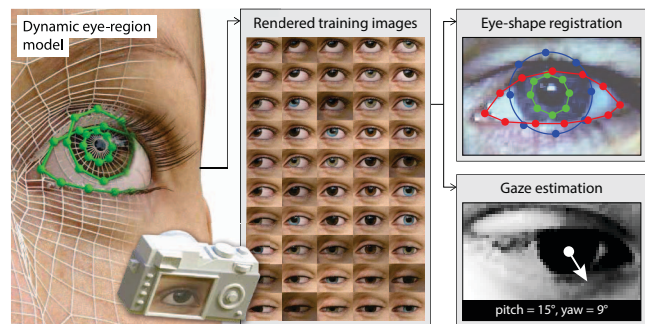 Dynamic eye-region
model
Rendered training images
Eye-shape registration
Gaze estimation
pitch = 15°, yaw = 9°